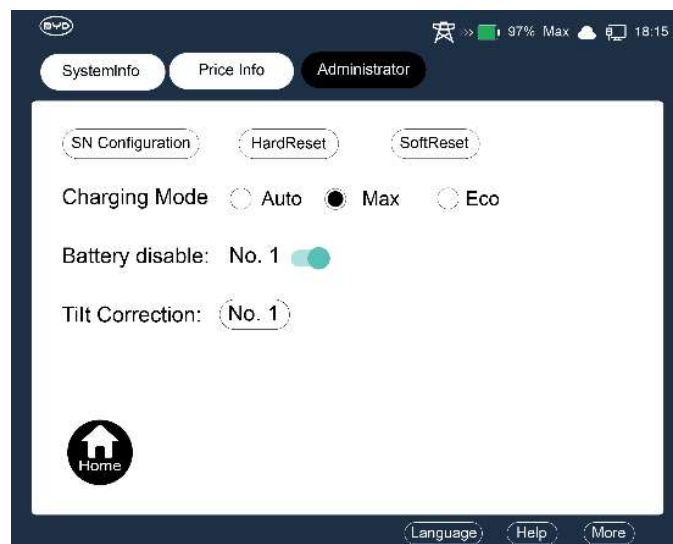 BYD 97% Max 18:15
SystemInfo Price Info Administrator
SN Configuration HardReset SoftReset
Charging Mode Auto Max Eco
Battery disable: No. 1
Tilt Correction: No. 1
Home
Language Help More